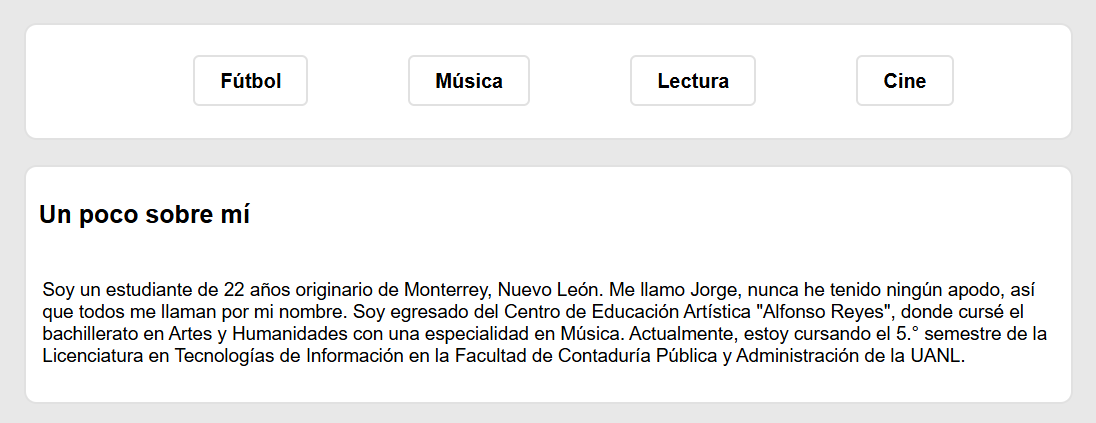 Fútbol Música Lectura Cine
Un poco sobre mí
Soy un estudiante de 22 años originario de Monterrey, Nuevo León. Me llamo Jorge, nunca he tenido ningún apodo, así
que todos me llaman por mi nombre. Soy egresado del Centro de Educación Artística "Alfonso Reyes", donde cursé el
bachillerato en Artes y Humanidades con una especialidad en Música. Actualmente, estoy cursando el 5.° semestre de la
Licenciatura en Tecnologías de Información en la Facultad de Contaduría Pública y Administración de la UANL.